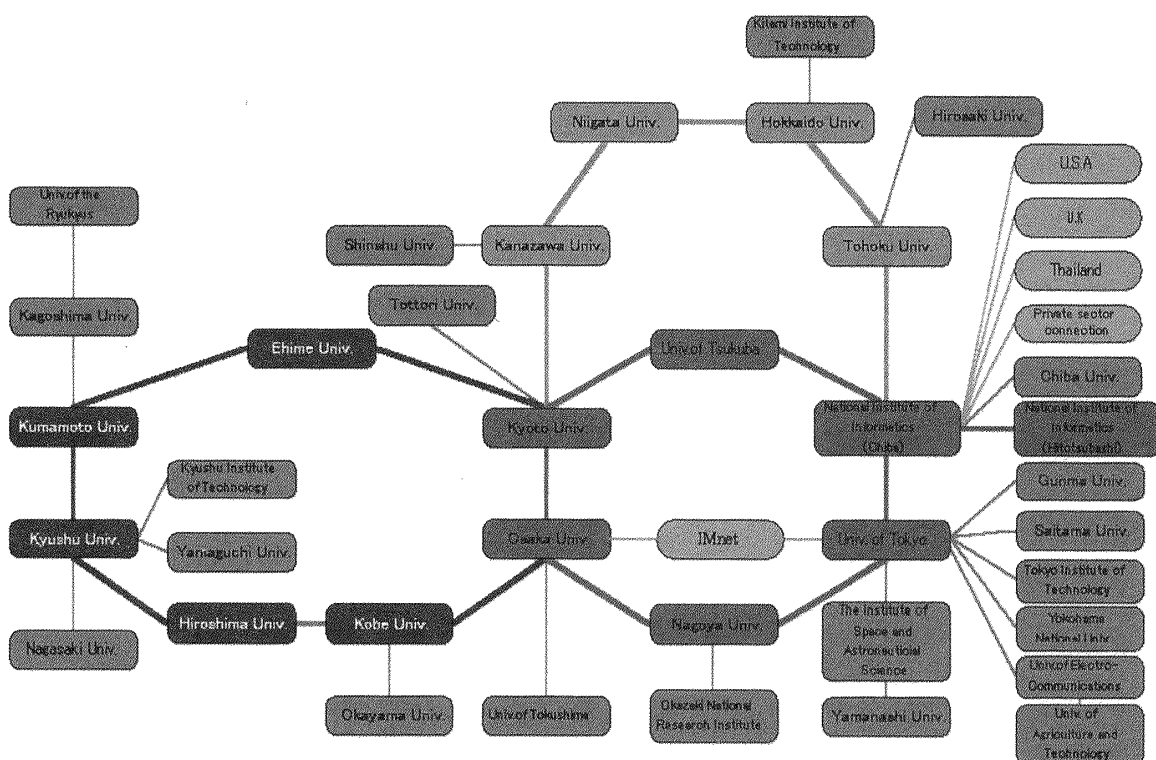 Kitami Institute of
Technology
Niigata Univ.
Hokkaido Univ.
Hirosaki Univ.
U.S.A
U.K
Univ.of the
Ryukyus
Shinshu Univ.
Kanazawa Univ.
Tohoku Univ.
Thailand
Tottori Univ.
Kagoshima Univ.
Private sector
connection
Ehime Univ.
Univ.of Tsukuba
Chiba Univ.
Kumamoto Univ.
Kyoto Univ.
National Institute of
Informatics
(Chiba)
National Institute of
Informatics
(Hitotsubashi)
Kyushu Institute
of Technology
Gunma Univ.
Kyushu Univ.
Yamaguchi Univ.
Osaka Univ.
IMnet
Univ. of Tokyo
Saitama Univ.
Tokyo Institute of
Technology
Hiroshima Univ.
Kobe Univ.
Nagoya Univ.
The Institute of
Space and
Astronautical
Science
Yokohama
National Univ.
Nagasaki Univ.
Univ.of Electro-
Communications
Okayama Univ.
Univ.of Tokushima
Okazaki National
Research Institute
Yamanashi Univ.
Univ. of
Agriculture and
Technology